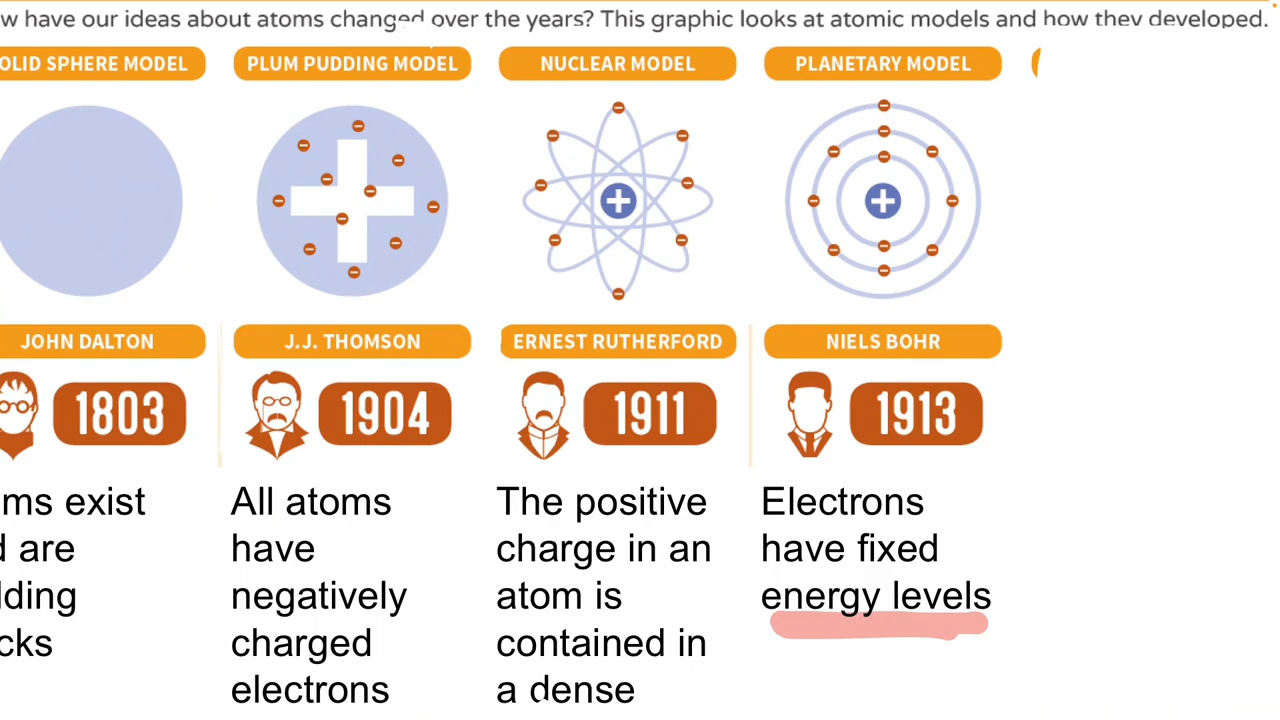 w have our ideas about atoms changed over the years? This graphic looks at atomic models and how they developed.
OLID SPHERE MODEL
PLUM PUDDING MODEL
NUCLEAR MODEL
PLANETARY MODEL
JOHN DALTON
J.J. THOMSON
ERNEST RUTHERFORD
NIELS BOHR
1803
1904
1911
1913
ms exist
d are
lding
cks
All atoms
have
negatively
charged
electrons
The positive
charge in an
atom is
contained in
a dense
Electrons
have fixed
energy levels